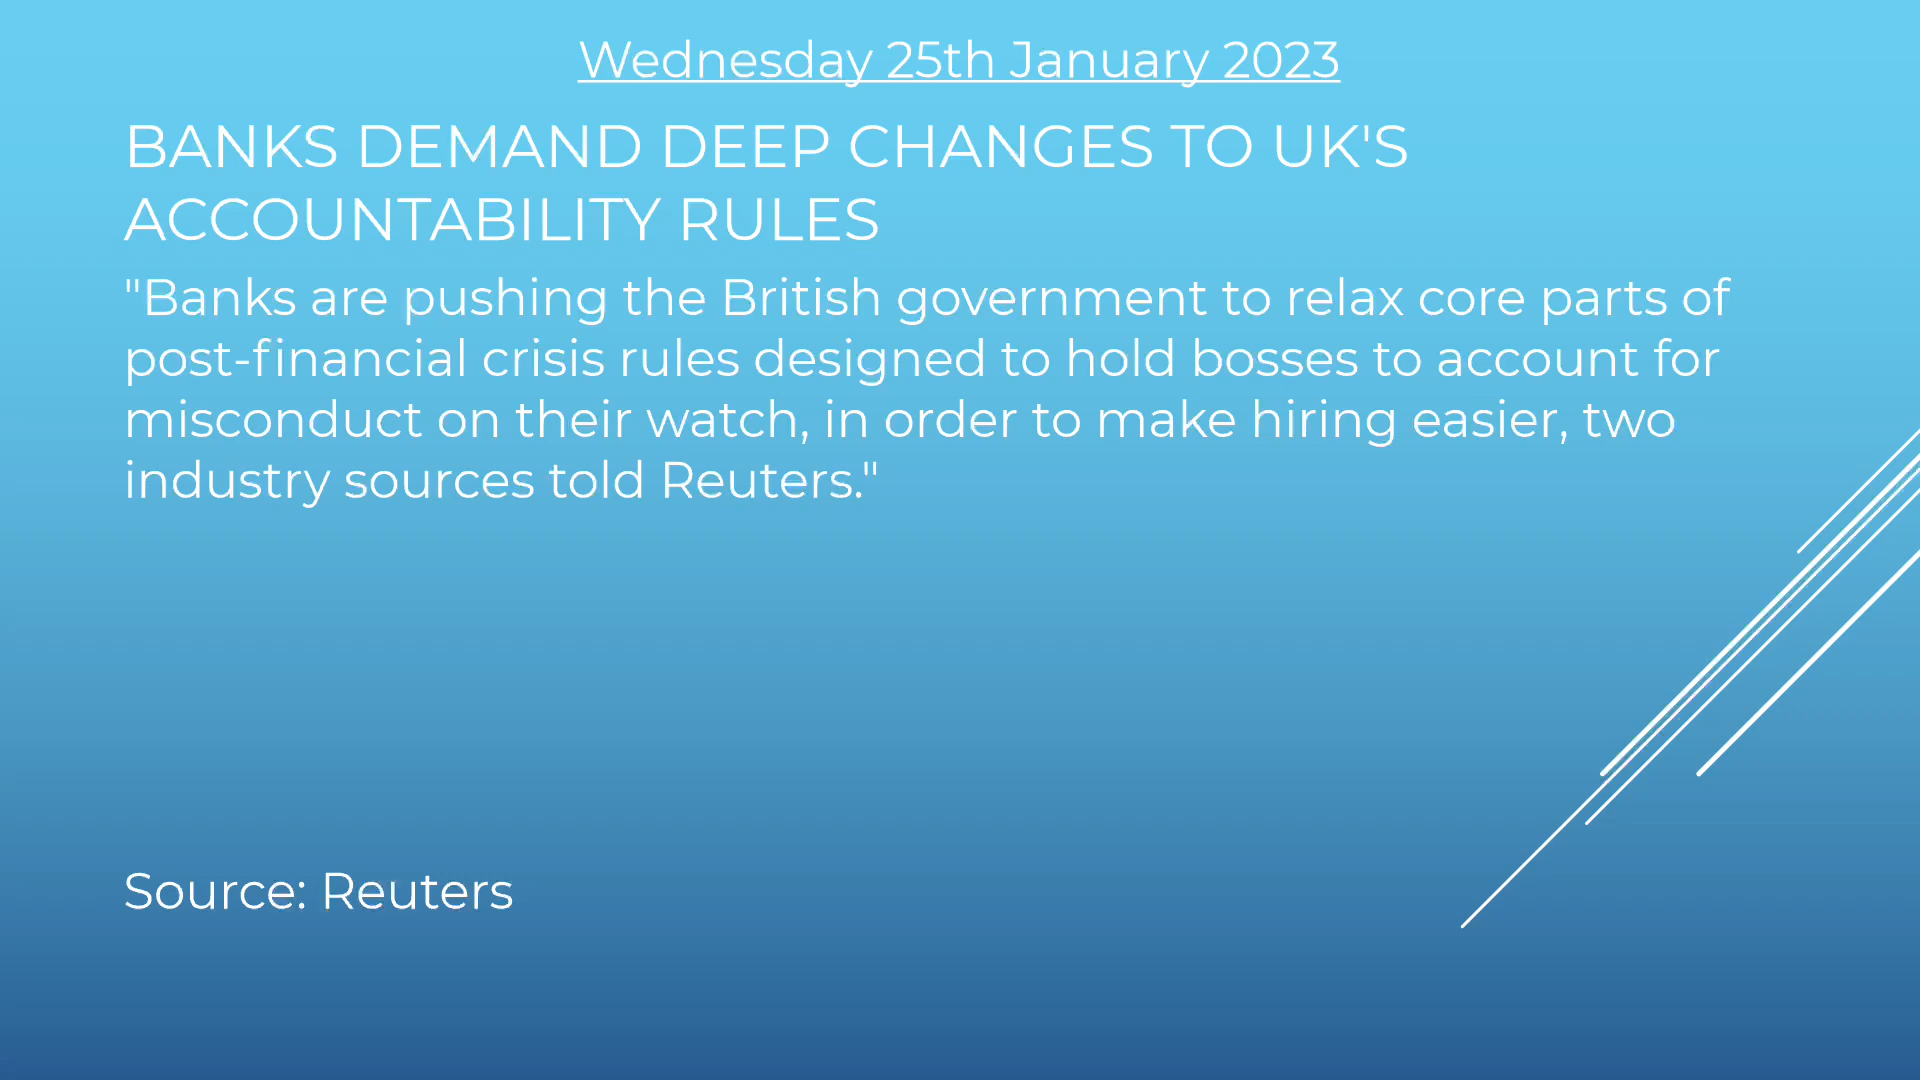 Wednesday 25th January 2023
BANKS DEMAND DEEP CHANGES TO UK'S
ACCOUNTABILITY RULES
"Banks are pushing the British government to relax core parts of
post-financial crisis rules designed to hold bosses to account for
misconduct on their watch, in order to make hiring easier, two
industry sources told Reuters."
Source: Reuters